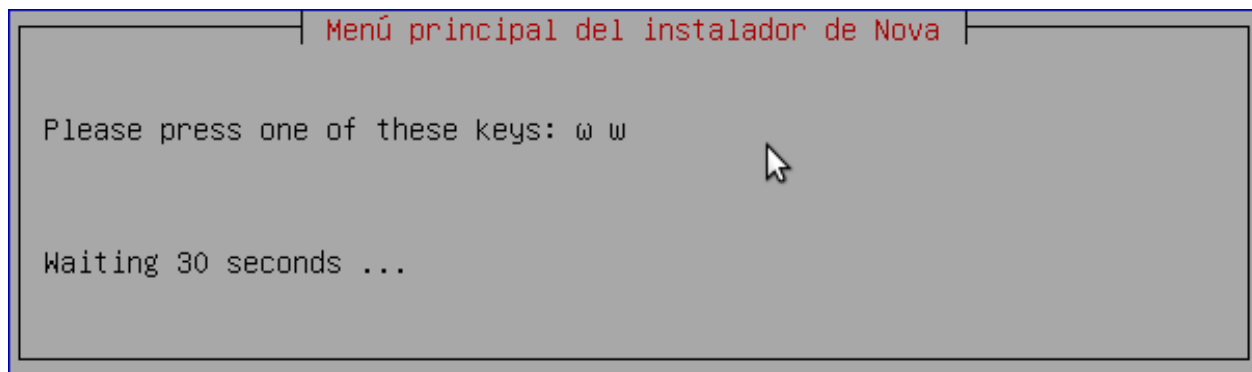 Menú principal del instalador de Nova
Please press one of these keys: ω w
Waiting 30 seconds ...